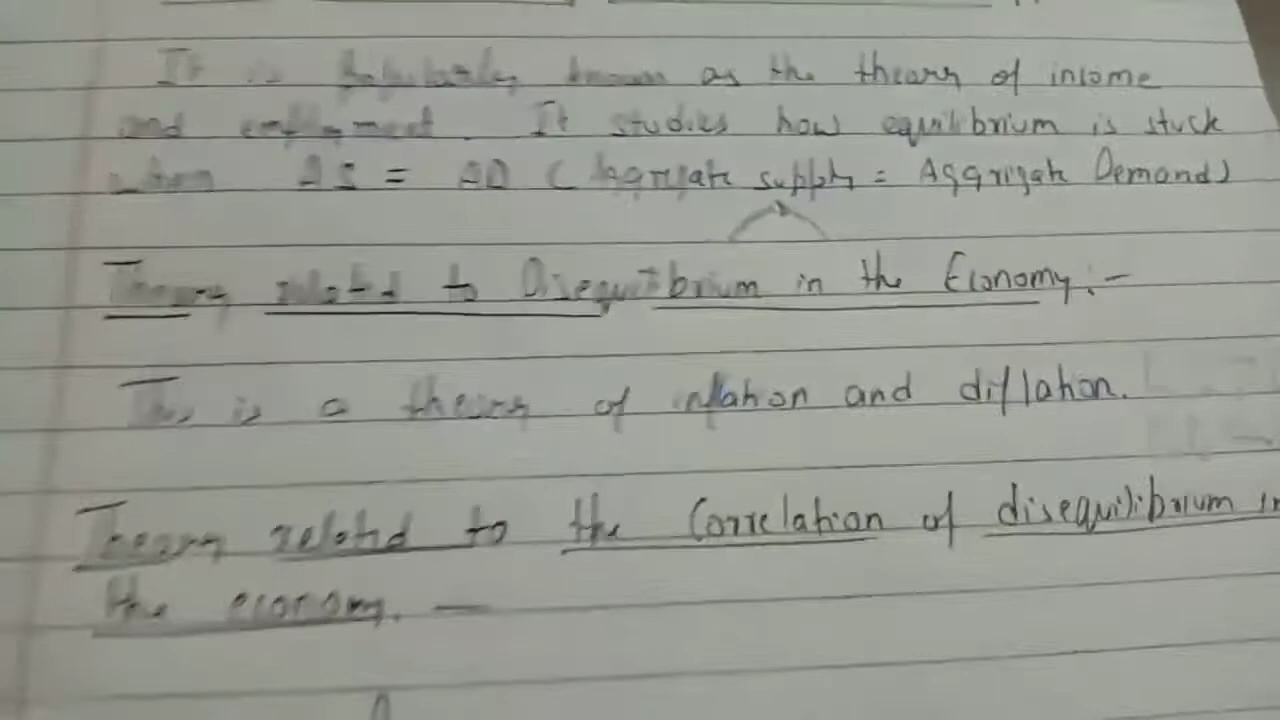 It is popularly known as the theory of income
and employment. It studies how equilibrium is stuck
when AS = AD ( Aggregate supply = Aggrigate Demand)
Theory related to Disequilibrium in the Economy :-
This is a theory of inflation and diflation.
Theory related to the Correlation of disequilibrium in
the economy. —